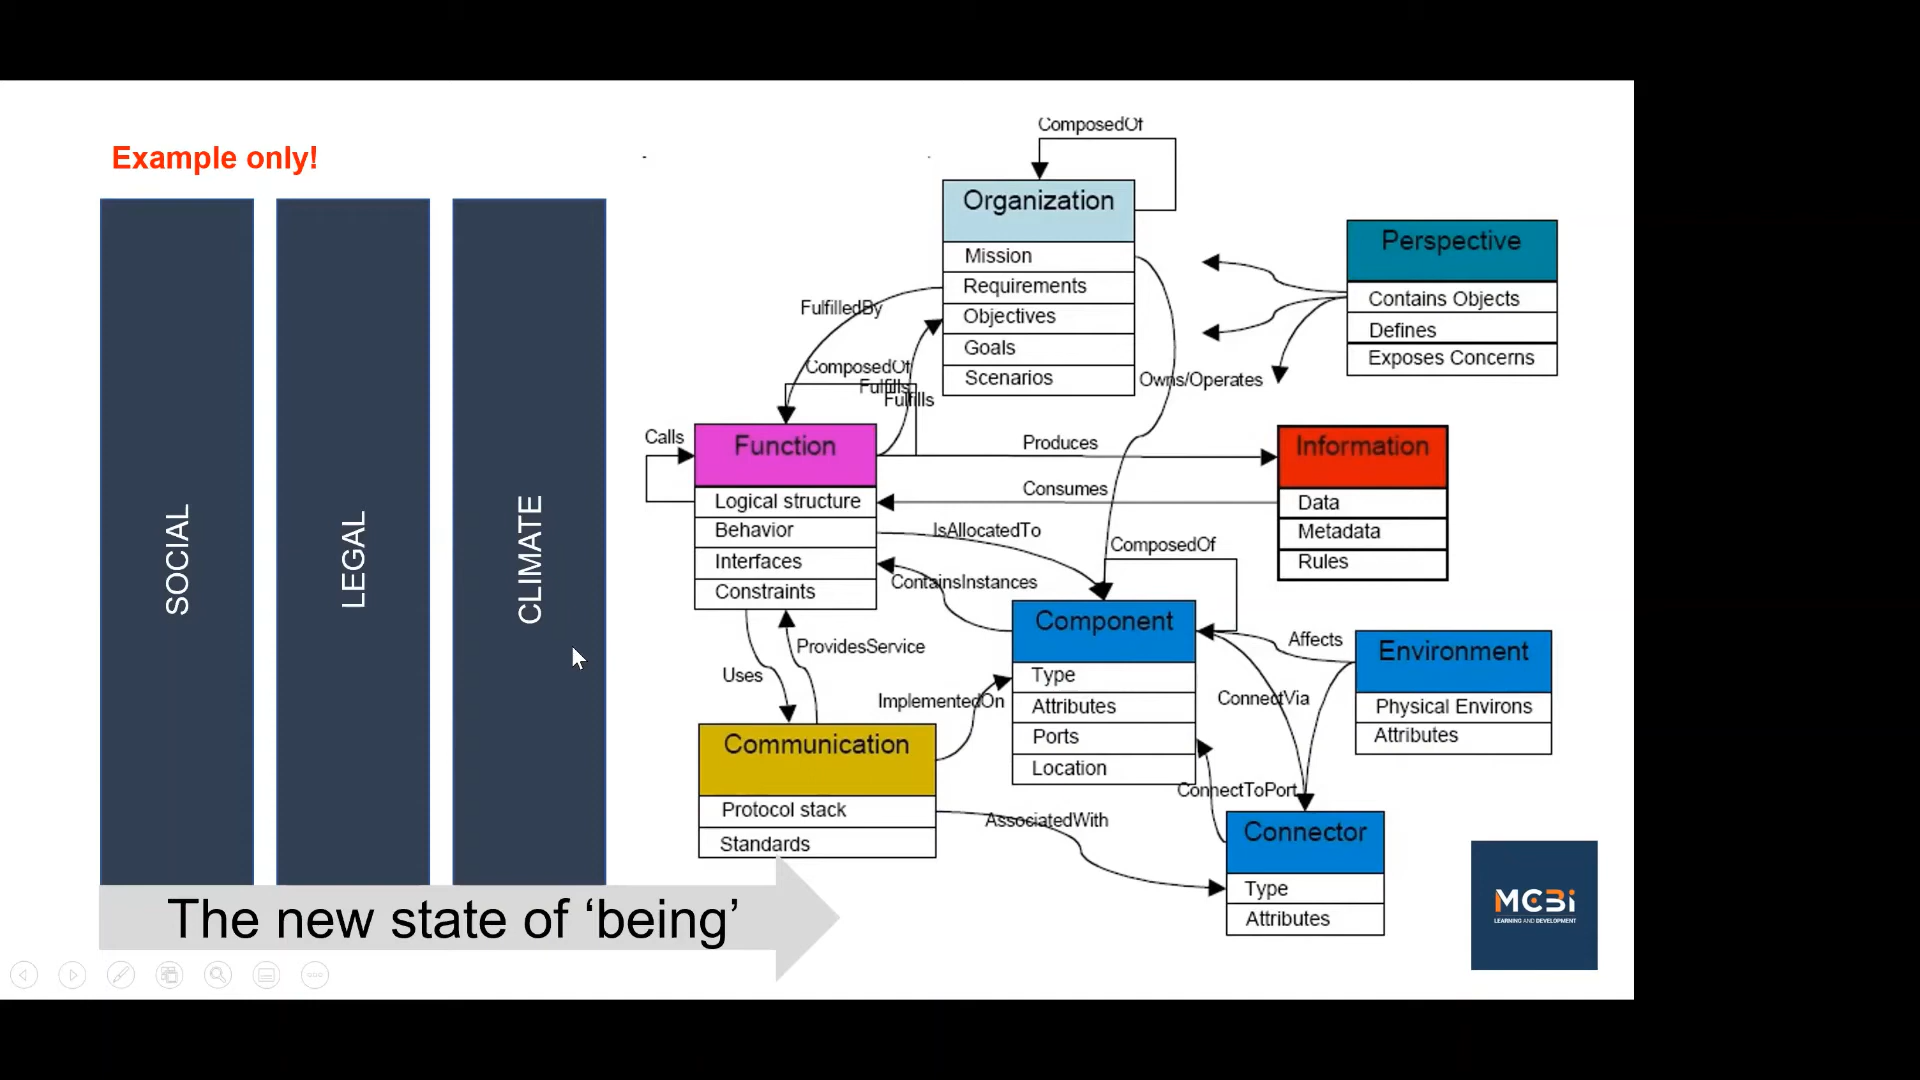 Example only!
SOCIAL
LEGAL
CLIMATE
The new state of ‘being’
ComposedOf
Organization
Mission
Requirements
Objectives
Goals
Scenarios
Perspective
Contains Objects
Defines
Exposes Concerns
FulfilledBy
ComposedOf
Fulfills
Fulfills
Owns/Operates
Calls
Function
Logical structure
Behavior
Interfaces
Constraints
Produces
Consumes
Information
Data
Metadata
Rules
IsAllocatedTo
ComposedOf
ContainsInstances
Component
Type
Attributes
Ports
Location
Affects
Environment
Physical Environs
Attributes
ProvidesService
Uses
ImplementedOn
ConnectVia
Communication
Protocol stack
Standards
ConnectToPort
AssociatedWith
Connector
Type
Attributes
MCBi
LEARNING AND DEVELOPMENT